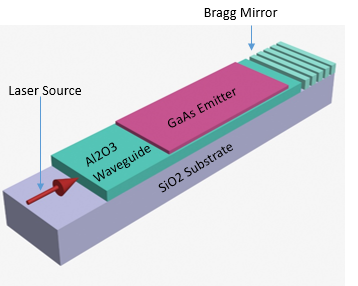 Bragg Mirror
Laser Source
GaAs Emitter
Al2O3
Waveguide
SiO2 Substrate